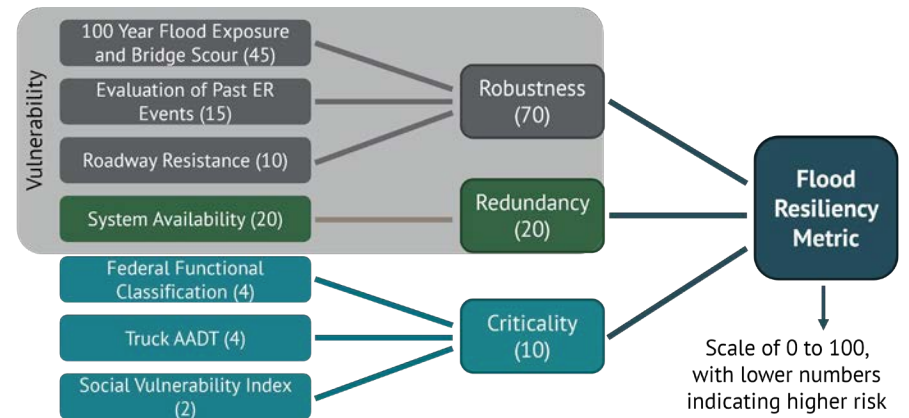 Vulnerability
100 Year Flood Exposure
and Bridge Scour (45)
Evaluation of Past ER
Events (15)
Roadway Resistance (10)
System Availability (20)
Federal Functional
Classification (4)
Truck AADT (4)
Social Vulnerability Index
(2)
Robustness
(70)
Redundancy
(20)
Criticality
(10)
Flood
Resiliency
Metric
Scale of 0 to 100,
with lower numbers
indicating higher risk